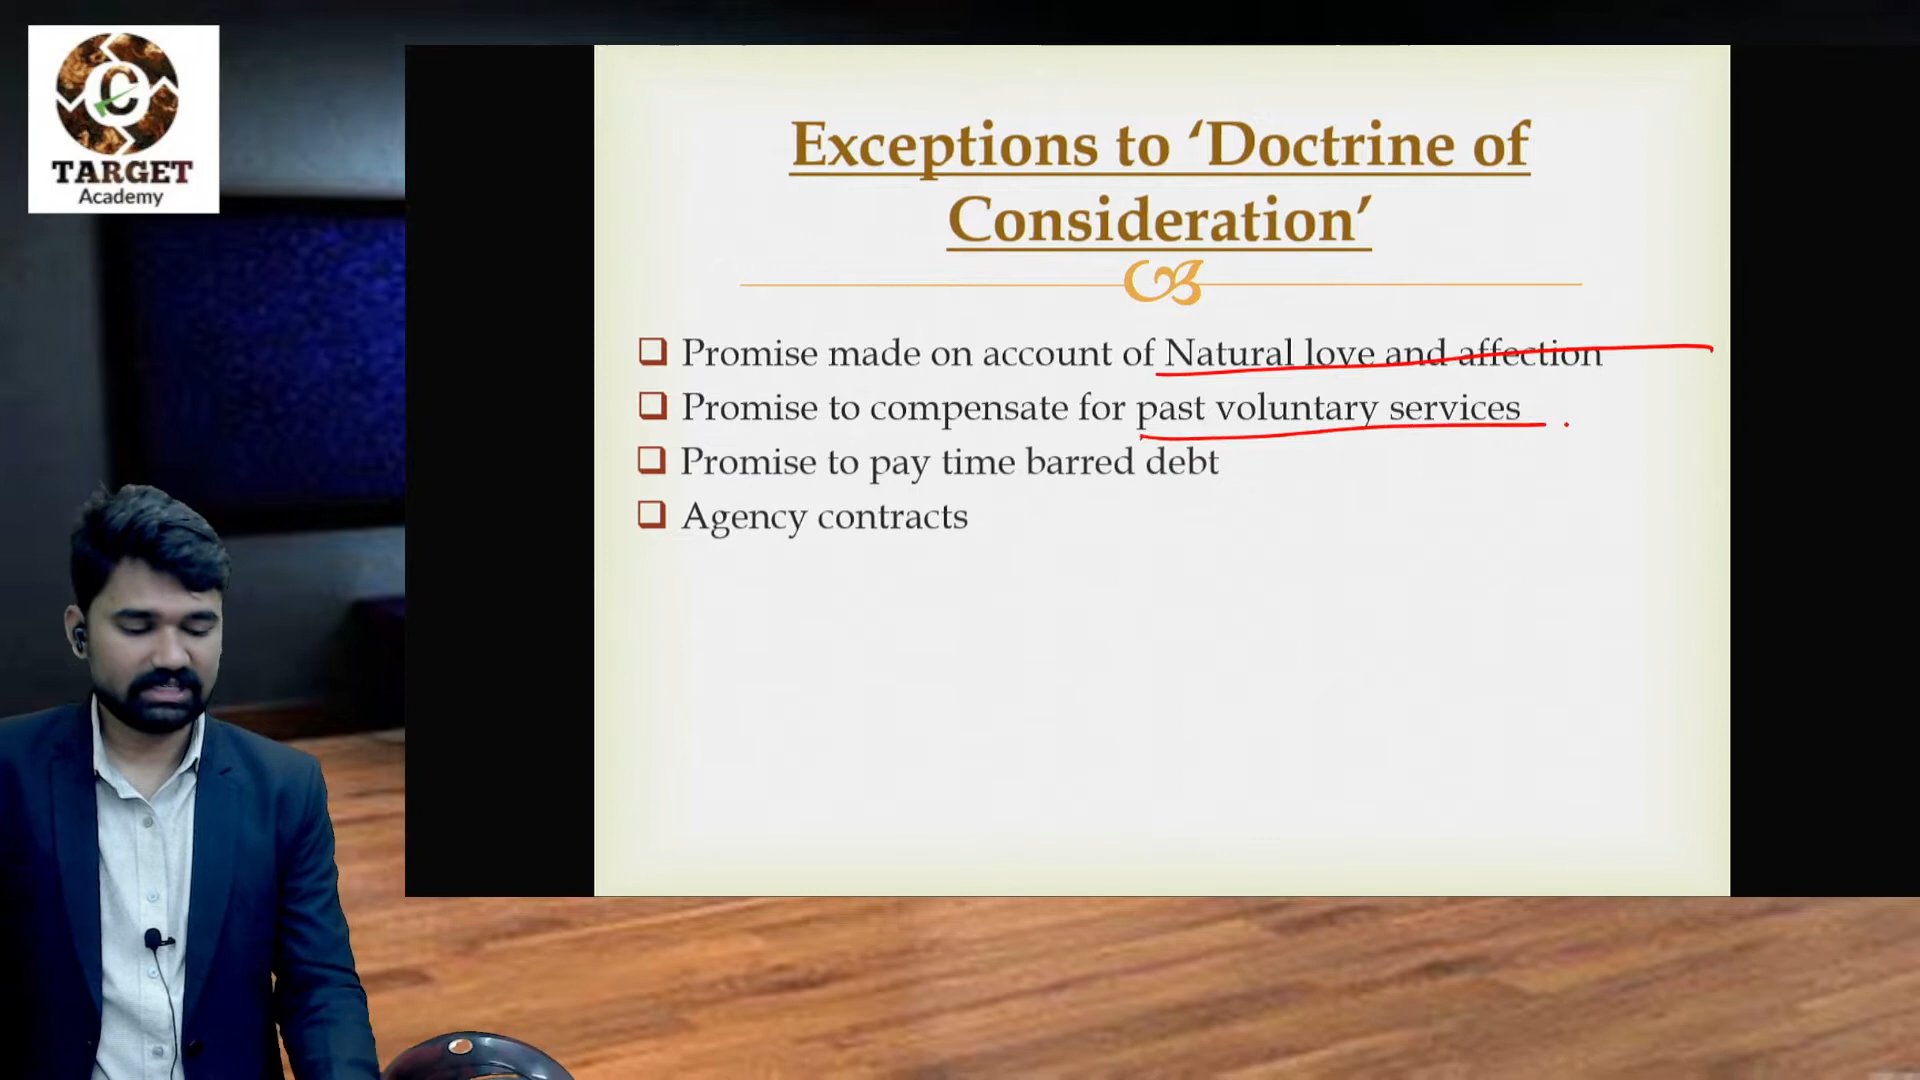 TARGET
Academy
Exceptions to ‘Doctrine of
Consideration’
Promise made on account of Natural love and affection
Promise to compensate for past voluntary services
Promise to pay time barred debt
Agency contracts